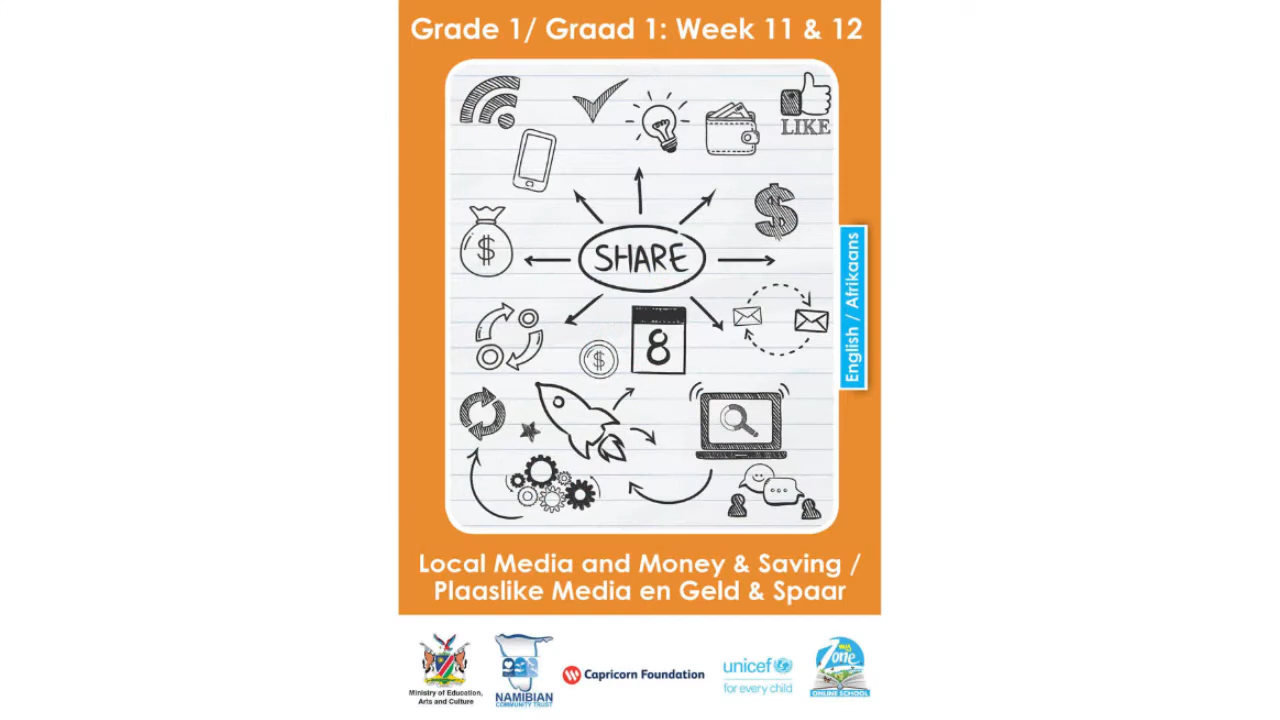 Grade 1/ Graad 1: Week 11 & 12
LIKE
$
SHARE
$
English / Afrikaans
8
$
Local Media and Money & Saving /
Plaaslike Media en Geld & Spaar
Ministry of Education,
Arts and Culture
NAMIBIAN
COMMUNITY TRUST
Capricorn Foundation
unicef
for every child
my
Zone
ONLINE SCHOOL